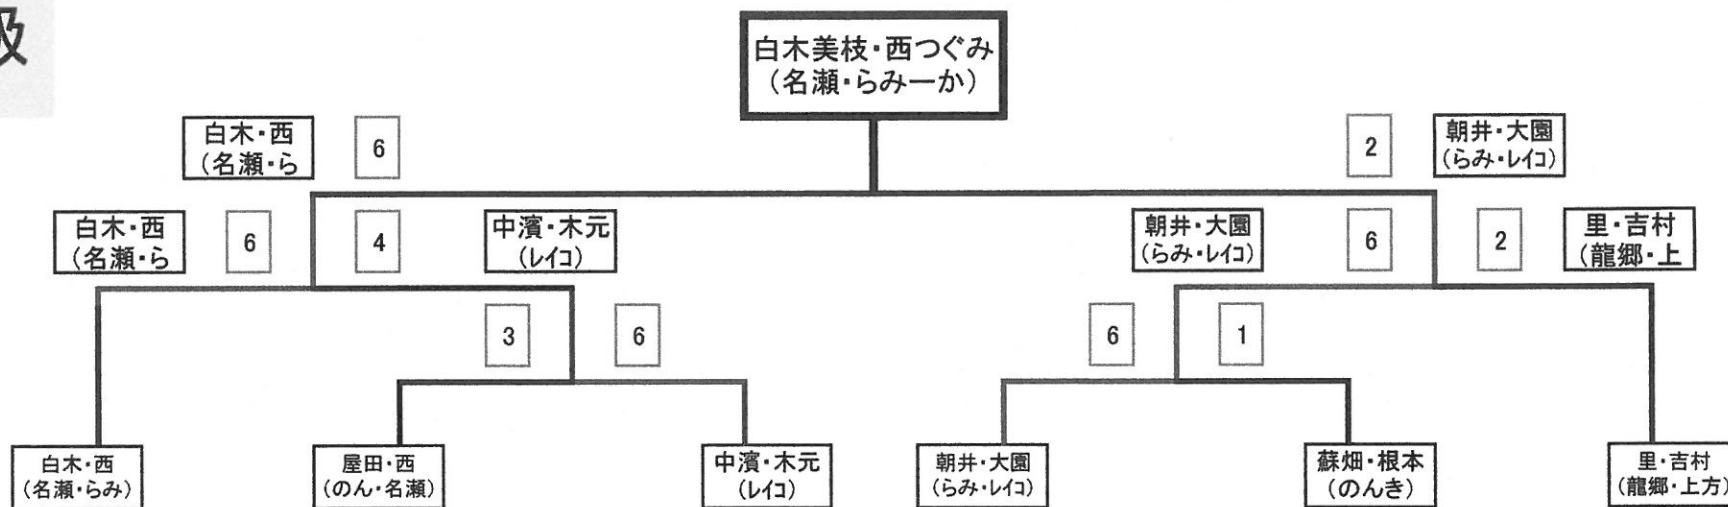 級
白木美枝・西つぐみ
(名瀬・らみーか)
白木・西
(名瀬・ら
6
2
朝井・大園
(らみ・レイコ)
白木・西
(名瀬・ら
6
4
中濱・木元
(レイコ)
朝井・大園
(らみ・レイコ)
6
2
里・吉村
(龍郷・上
3
6
6
1
白木・西
(名瀬・らみ)
屋田・西
(のん・名瀬)
中濱・木元
(レイコ)
朝井・大園
(らみ・レイコ)
蘇畑・根本
(のんき)
里・吉村
(龍郷・上方)